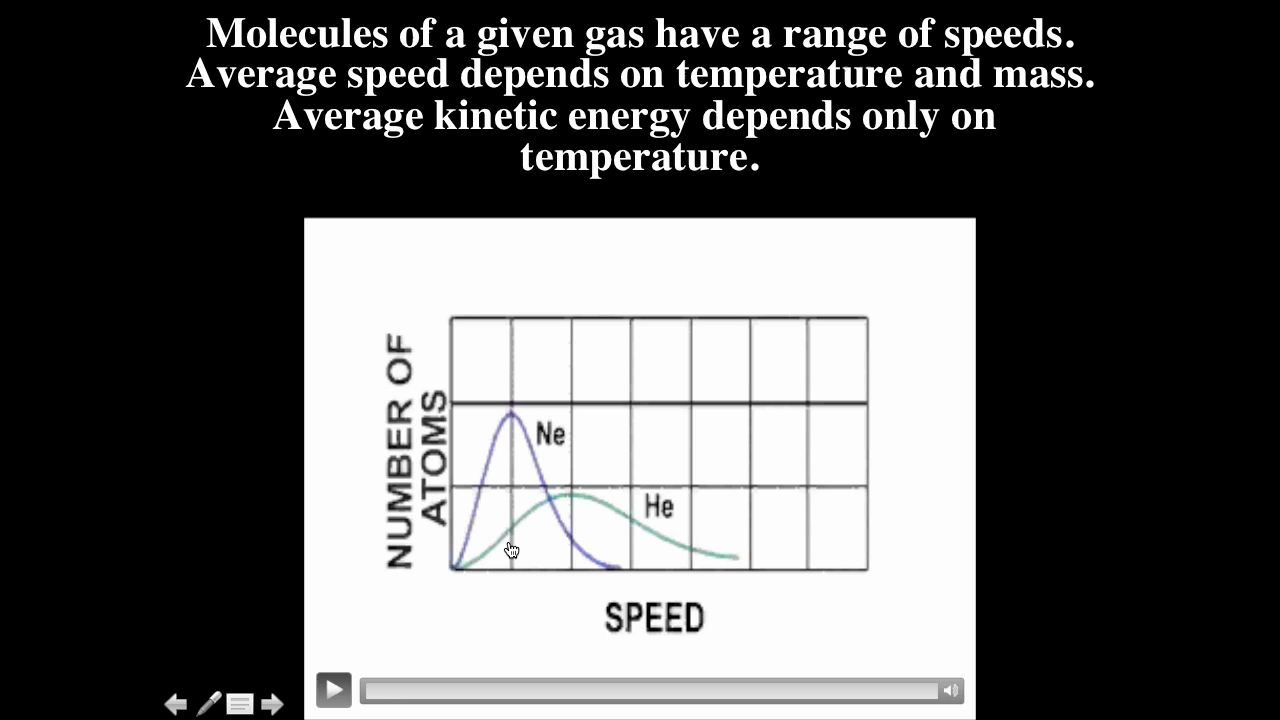 Molecules of a given gas have a range of speeds.
Average speed depends on temperature and mass.
Average kinetic energy depends only on
temperature.
NUMBER OF
ATOMS
Ne
He
SPEED